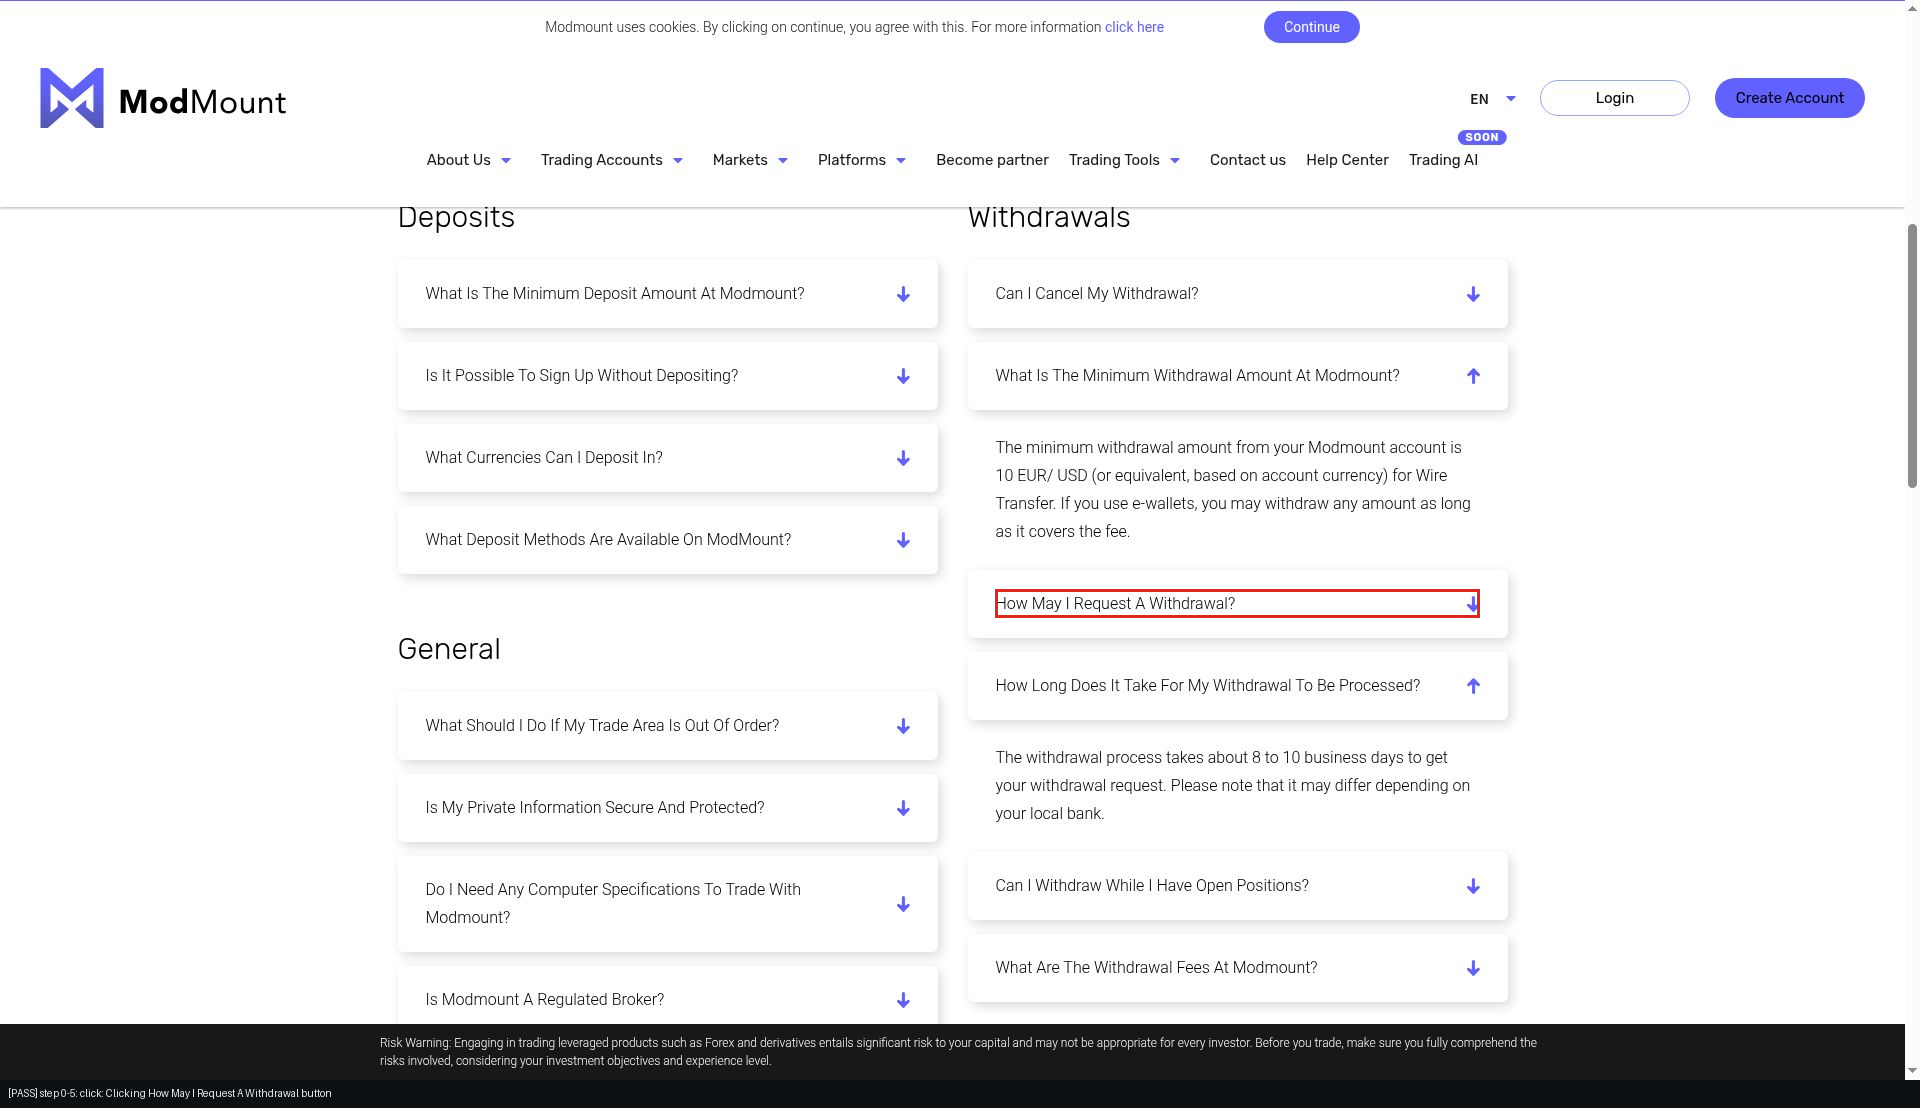 Modmount uses cookies. By clicking on continue, you agree with this. For more information click here
Continue
ModMount
EN
Login
Create Account
SOON
About Us
Trading Accounts
Markets
Platforms
Become partner
Trading Tools
Contact us
Help Center
Trading AI
Deposits
What Is The Minimum Deposit Amount At Modmount?
Is It Possible To Sign Up Without Depositing?
What Currencies Can I Deposit In?
What Deposit Methods Are Available On ModMount?
General
What Should I Do If My Trade Area Is Out Of Order?
Is My Private Information Secure And Protected?
Do I Need Any Computer Specifications To Trade With
Modmount?
Is Modmount A Regulated Broker?
Withdrawals
Can I Cancel My Withdrawal?
What Is The Minimum Withdrawal Amount At Modmount?
The minimum withdrawal amount from your Modmount account is
10 EUR/ USD (or equivalent, based on account currency) for Wire
Transfer. If you use e-wallets, you may withdraw any amount as long
as it covers the fee.
How May I Request A Withdrawal?
How Long Does It Take For My Withdrawal To Be Processed?
The withdrawal process takes about 8 to 10 business days to get
your withdrawal request. Please note that it may differ depending on
your local bank.
Can I Withdraw While I Have Open Positions?
What Are The Withdrawal Fees At Modmount?
Risk Warning: Engaging in trading leveraged products such as Forex and derivatives entails significant risk to your capital and may not be appropriate for every investor. Before you trade, make sure you fully comprehend the
risks involved, considering your investment objectives and experience level.
[PASS] step 0-5: click: Clicking How May I Request A Withdrawal button